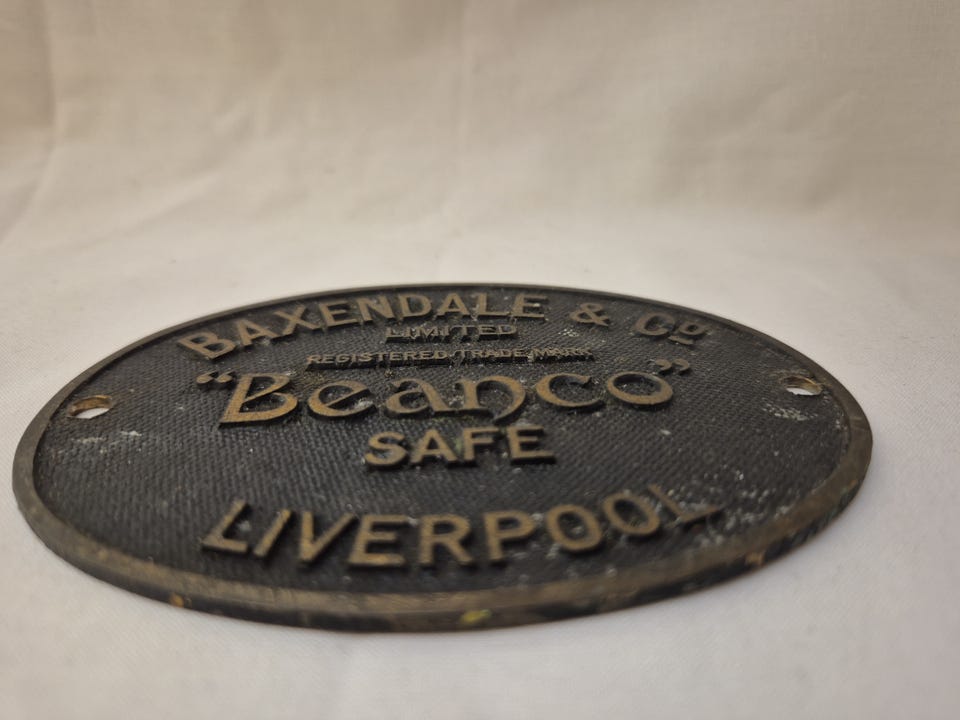 BAXENDALE & Co
LIMITED
REGISTERED TRADE MARK
"Beanco"
SAFE
LIVERPOOL